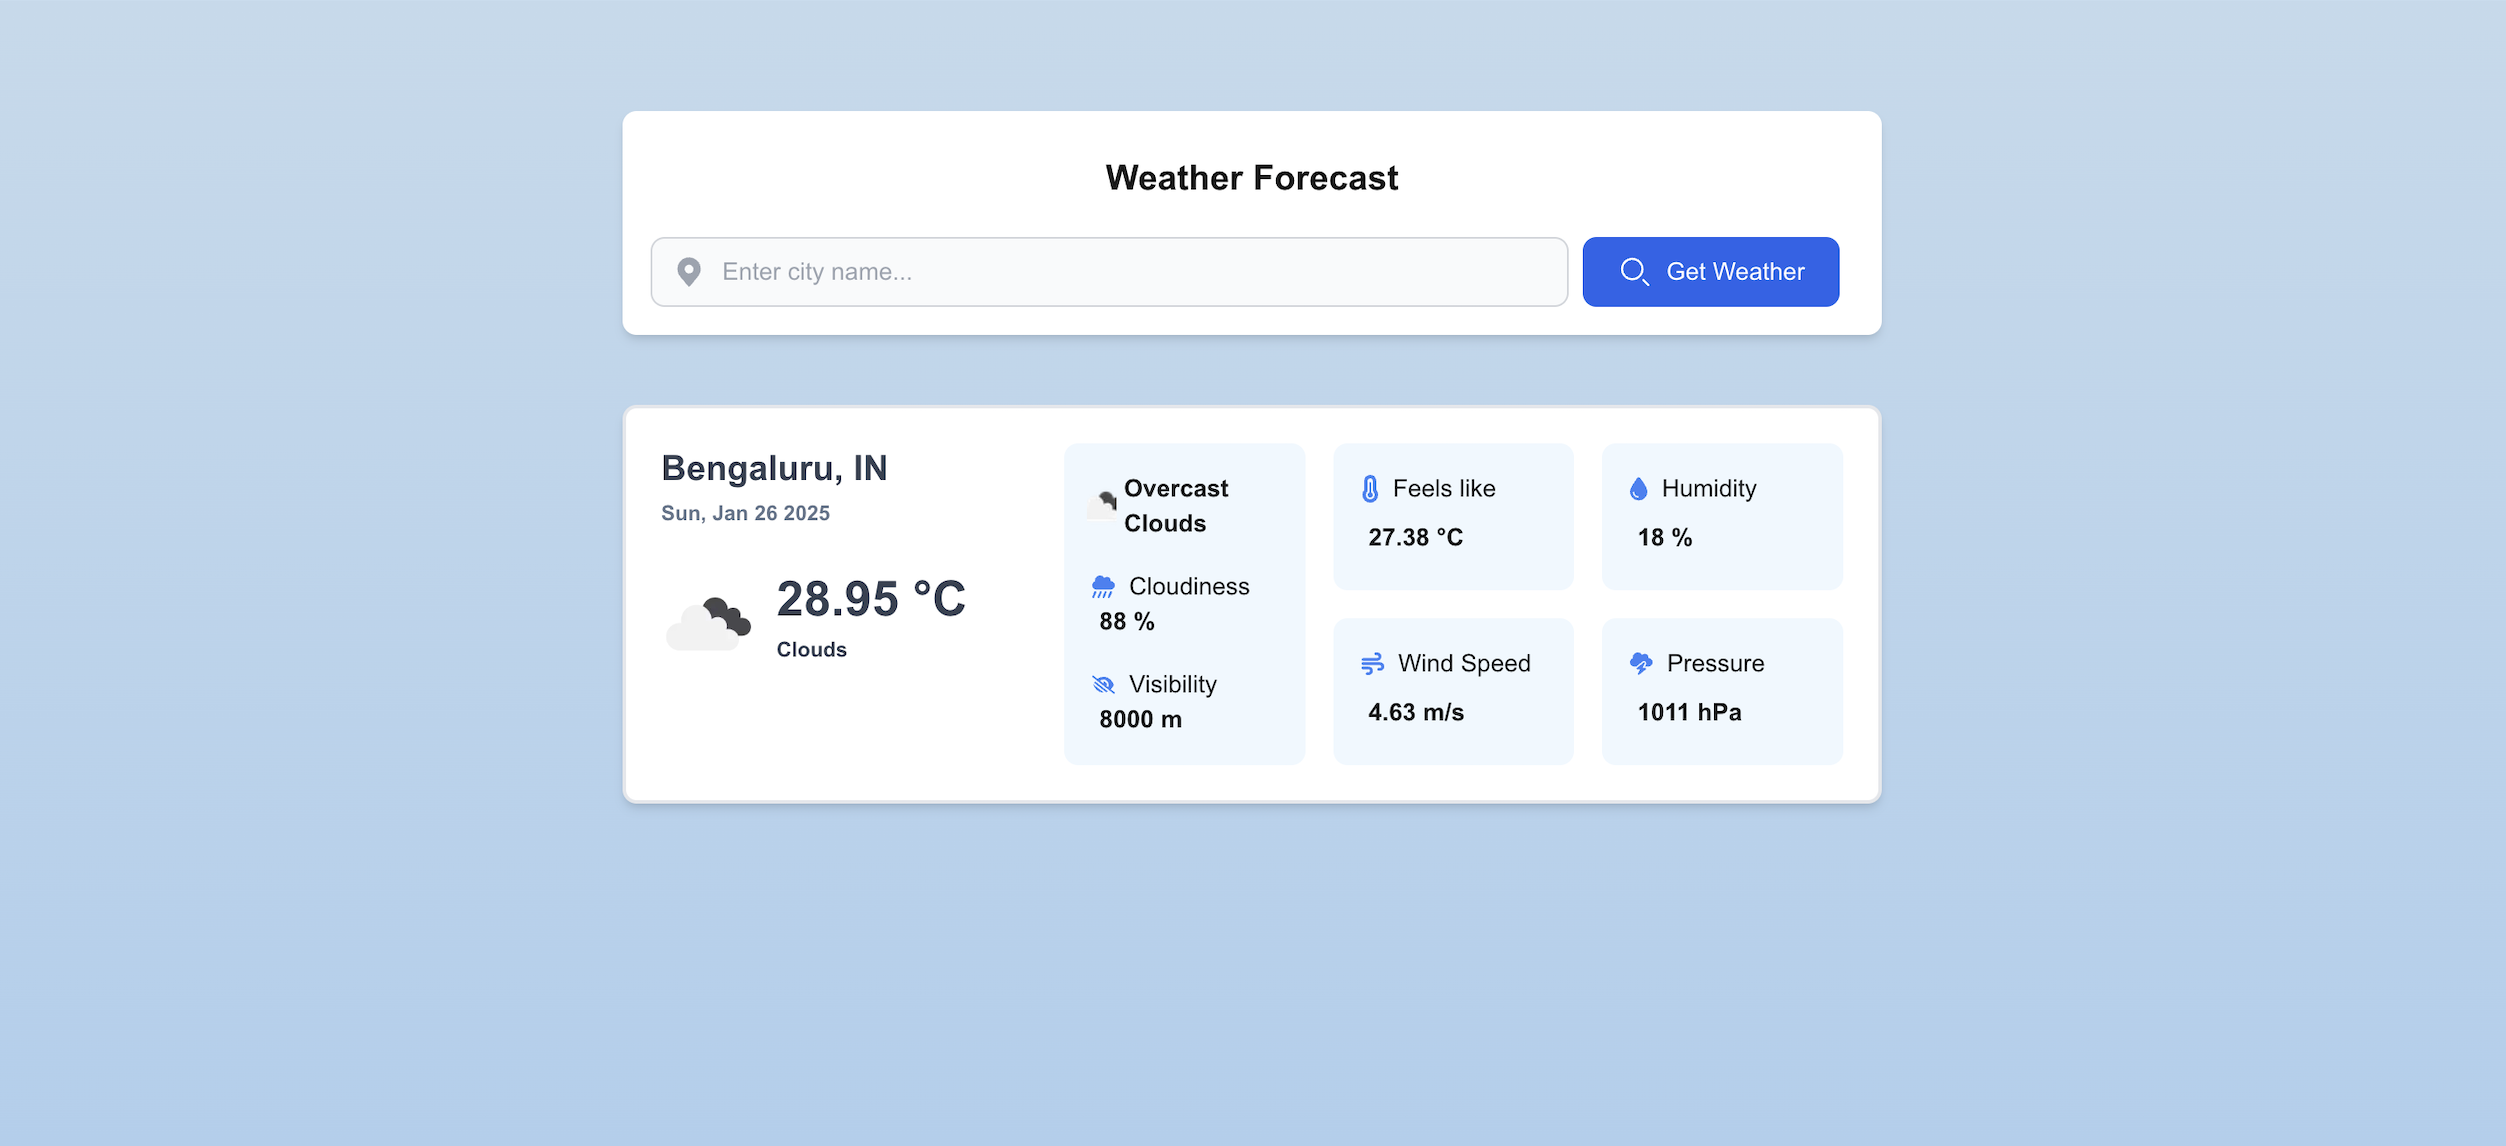 Weather Forecast
Enter city name...
Get Weather
Bengaluru, IN
Sun, Jan 26 2025
28.95 °C
Clouds
Overcast
Clouds
Cloudiness
88 %
Visibility
8000 m
Feels like
27.38 °C
Humidity
18 %
Wind Speed
4.63 m/s
Pressure
1011 hPa